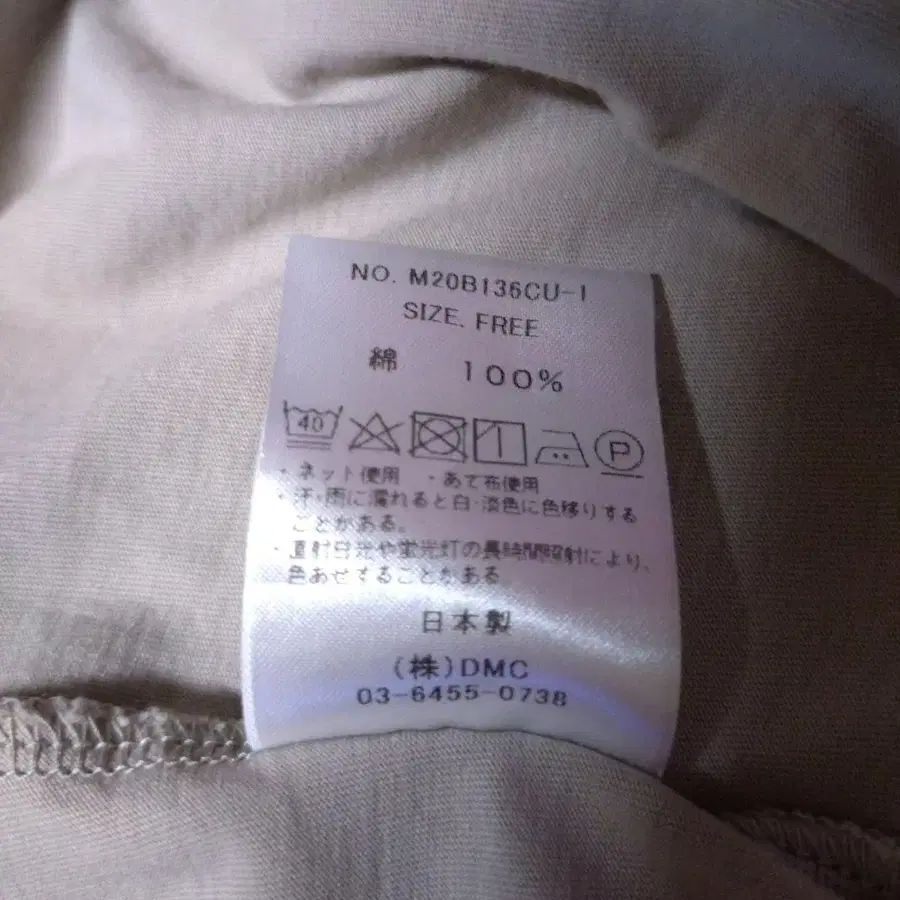 NO. M20B136CU-1
SIZE. FREE
綿 100%
40 P
・ネット使用 ・あて布使用
・汗・雨に濡れると白・淡色に色移りする
ことがある。
・直射日光や蛍光灯の長時間照射により、
色あせすることがある
日本製
(株)DMC
03-6455-0738